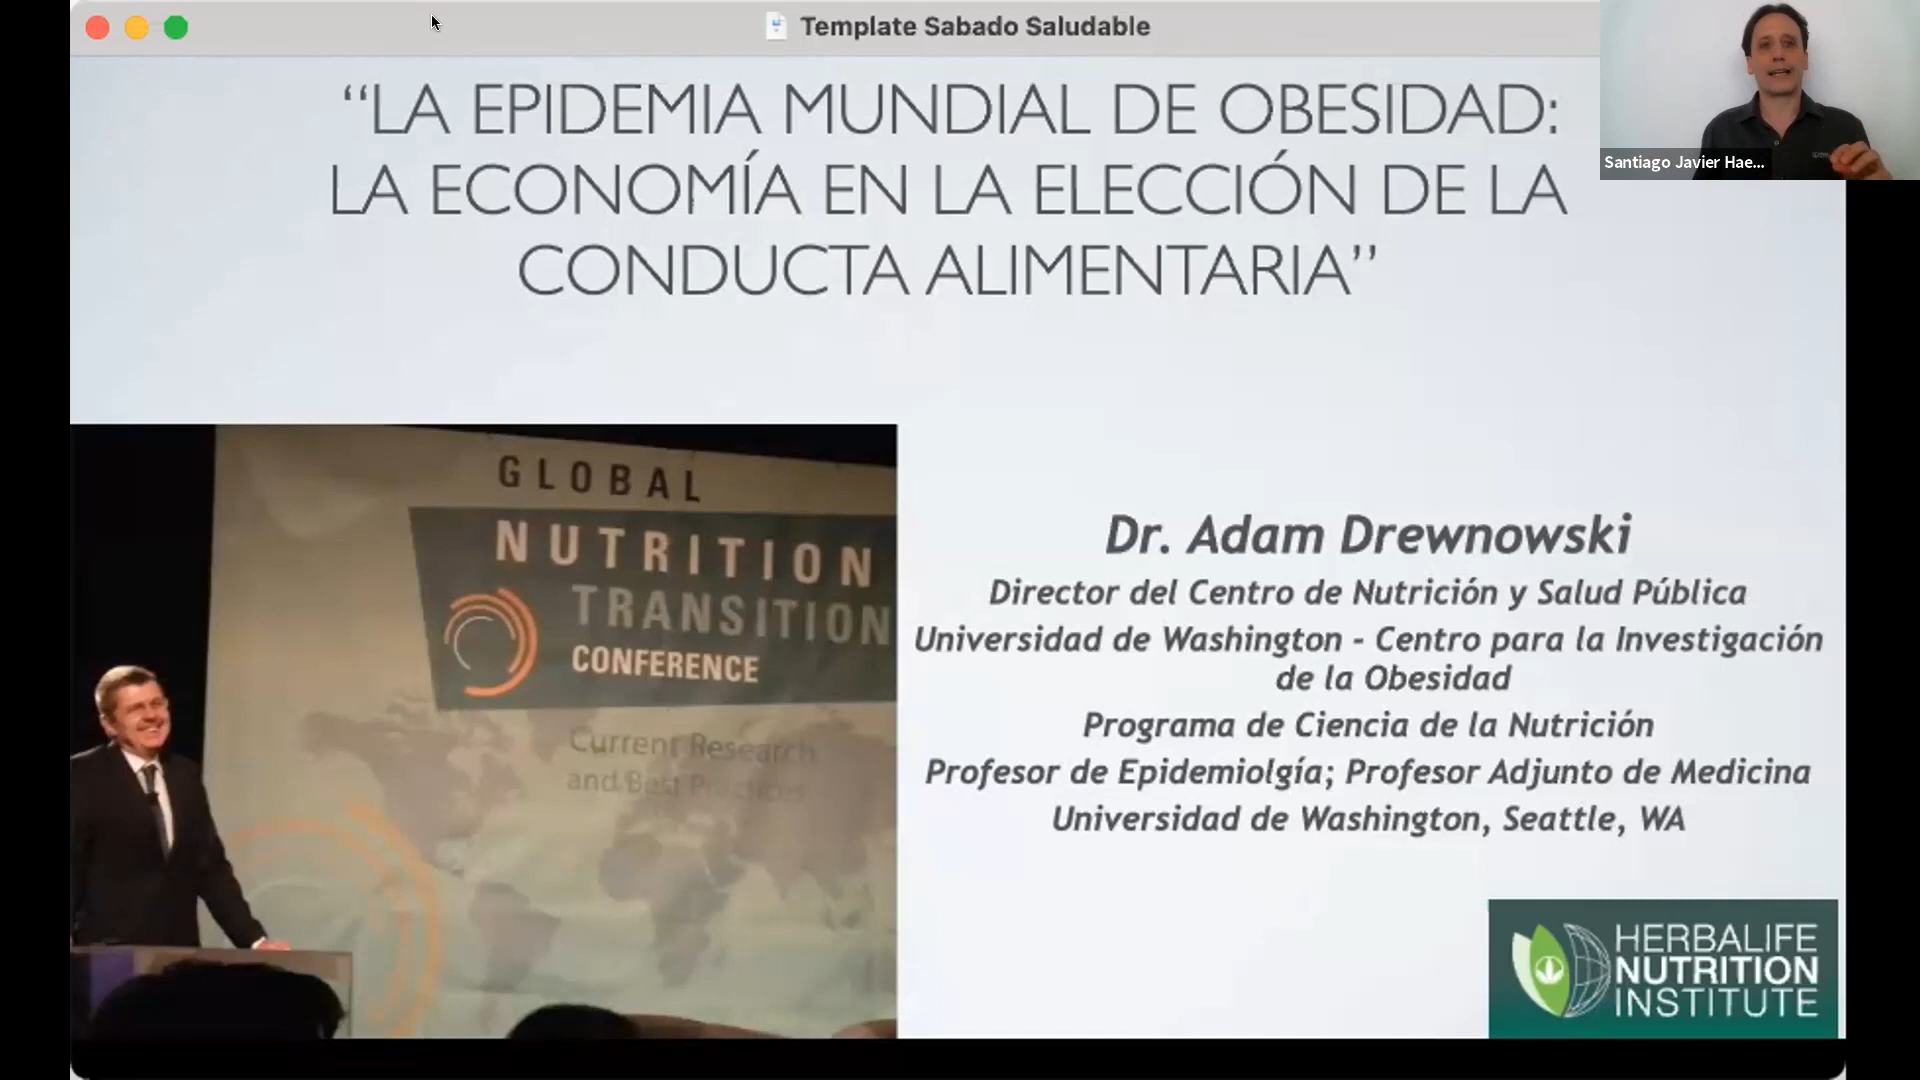 Template Sabado Saludable
“LA EPIDEMIA MUNDIAL DE OBESIDAD:
LA ECONOMÍA EN LA ELECCIÓN DE LA
CONDUCTA ALIMENTARIA”
Santiago Javier Hae...
GLOBAL
NUTRITION
TRANSITION
CONFERENCE
Current Research
and Best Practices
Dr. Adam Drewnowski
Director del Centro de Nutrición y Salud Pública
Universidad de Washington - Centro para la Investigación
de la Obesidad
Programa de Ciencia de la Nutrición
Profesor de Epidemiolgía; Profesor Adjunto de Medicina
Universidad de Washington, Seattle, WA
HERBALIFE
NUTRITION
INSTITUTE